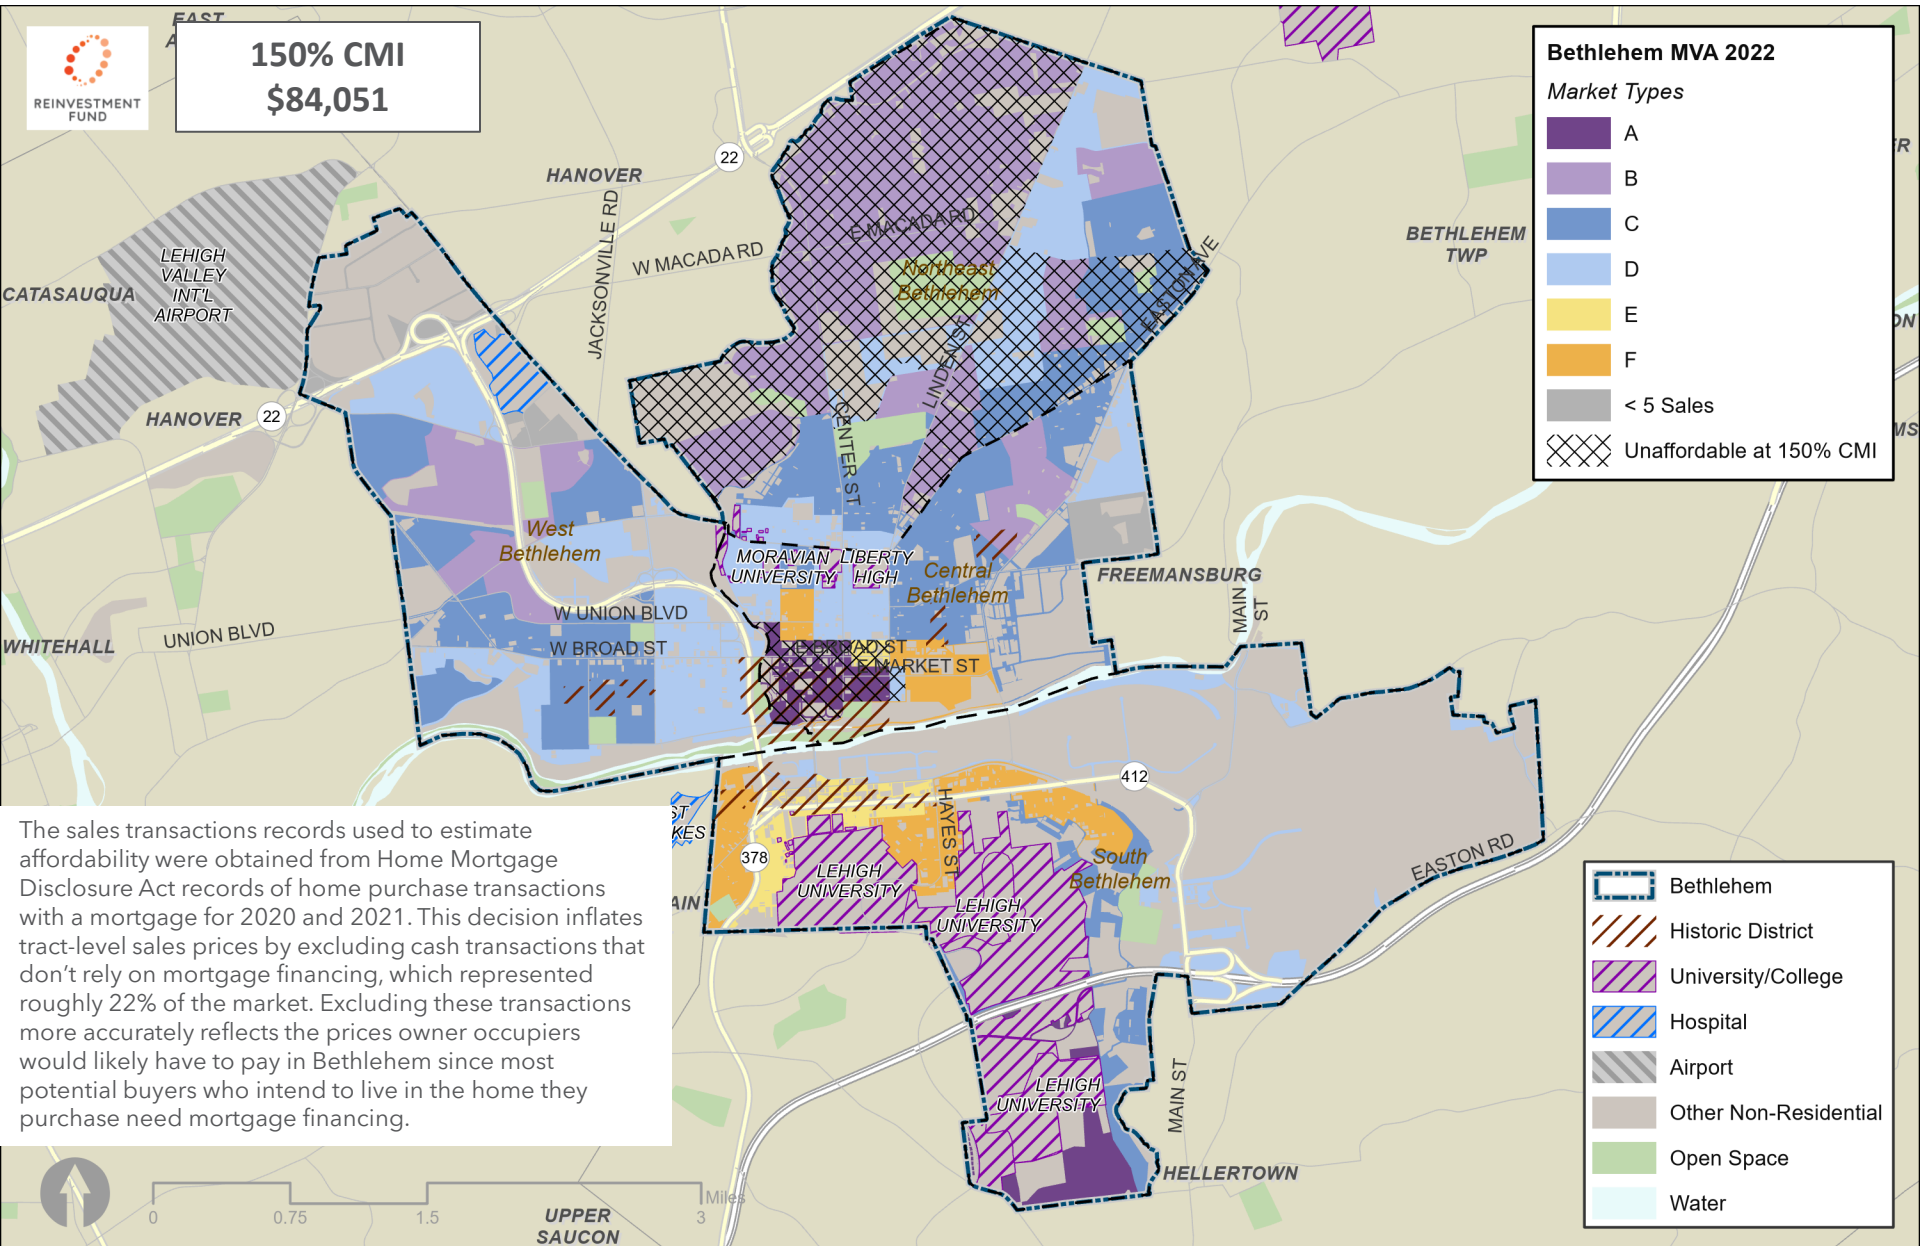 EAST
REINVESTMENT
FUND
150% CMI
$84,051
Bethlehem MVA 2022
Market Types
A
B
C
D
E
F
< 5 Sales
Unaffordable at 150% CMI
22
HANOVER
JACKSONVILLE RD
W MACADA RD
E MACADA RD
BETHLEHEM
TWP
LEHIGH
VALLEY
INT'L
AIRPORT
CATASAUQUA
Northeast
Bethlehem
EASTON AVE
LINDEN ST
HANOVER
22
CENTER ST
West
Bethlehem
MORAVIAN
UNIVERSITY
LIBERTY
HIGH
Central
Bethlehem
FREEMANSBURG
MAIN
ST
WHITEHALL
UNION BLVD
W UNION BLVD
W BROAD ST
E BROAD ST
E MARKET ST
412
HAYES ST
378
LEHIGH
UNIVERSITY
South
Bethlehem
LEHIGH
UNIVERSITY
EASTON RD
LEHIGH
UNIVERSITY
MAIN ST
HELLERTOWN
UPPER
SAUCON
The sales transactions records used to estimate
affordability were obtained from Home Mortgage
Disclosure Act records of home purchase transactions
with a mortgage for 2020 and 2021. This decision inflates
tract-level sales prices by excluding cash transactions that
don't rely on mortgage financing, which represented
roughly 22% of the market. Excluding these transactions
more accurately reflects the prices owner occupiers
would likely have to pay in Bethlehem since most
potential buyers who intend to live in the home they
purchase need mortgage financing.
0 0.75 1.5 3
Miles
Bethlehem
Historic District
University/College
Hospital
Airport
Other Non-Residential
Open Space
Water